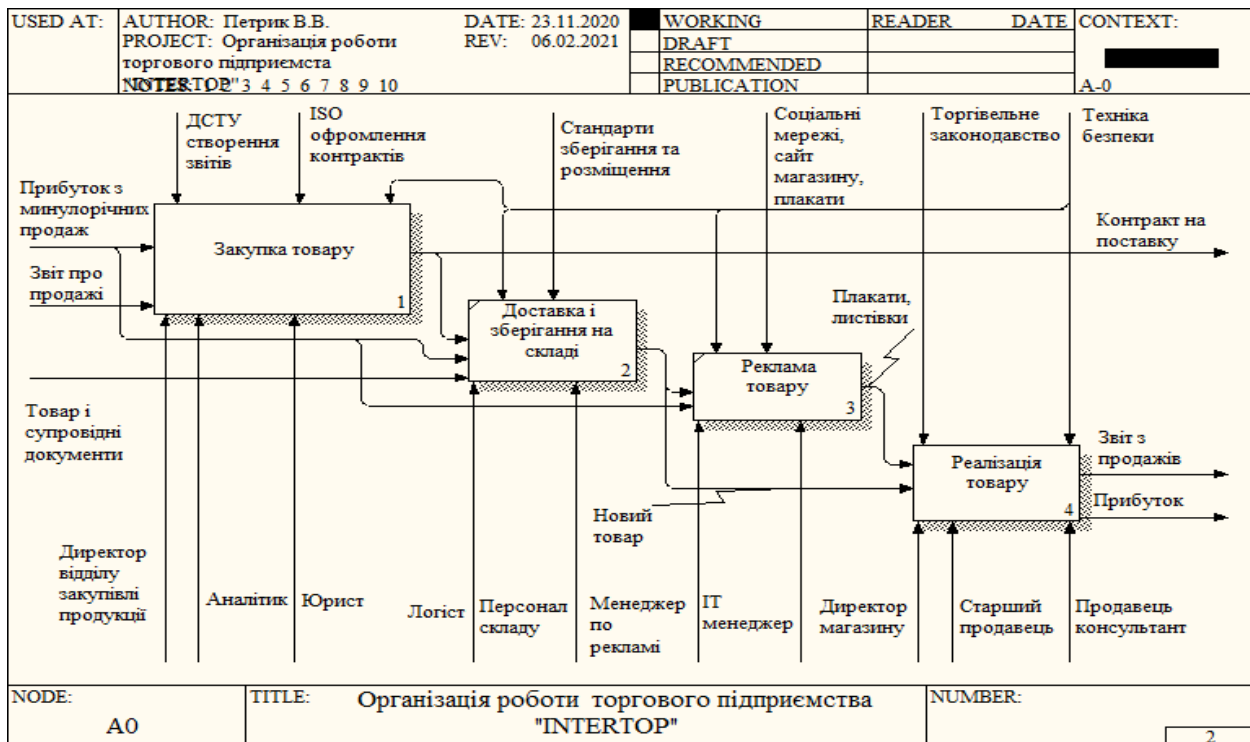 USED AT:
AUTHOR: Петрик В.В.
DATE: 23.11.2020
PROJECT: Організація роботи
REV: 06.02.2021
торгового підприємста
"INTERTOP"
NOTES: 1 2 3 4 5 6 7 8 9 10
WORKING
DRAFT
RECOMMENDED
PUBLICATION
READER DATE
CONTEXT:
A-0
ДСТУ
створення
звітів
ISO
офромлення
контрактів
Стандарти
зберігання та
розміщення
Соціальні
мережі,
сайт
магазину,
плакати
Торгівельне
законодавство
Техніка
безпеки
Прибуток з
минулорічних
продаж
Звіт про
продажі
Закупка товару
1
Контракт на
поставку
Доставка і
зберігання на
складі
2
Плакати,
листівки
Реклама
товару
3
Товар і
супровідні
документи
Реалізація
товару
4
Звіт з
продажів
Прибуток
Новий
товар
Директор
відділу
закупівлі
продукції
Аналітик
Юрист
Логіст
Персонал
складу
Менеджер
по
рекламі
ІТ
менеджер
Директор
магазину
Старший
продавець
Продавець
консультант
NODE:
A0
TITLE:
Організація роботи торгового підприємства
"INTERTOP"
NUMBER:
2